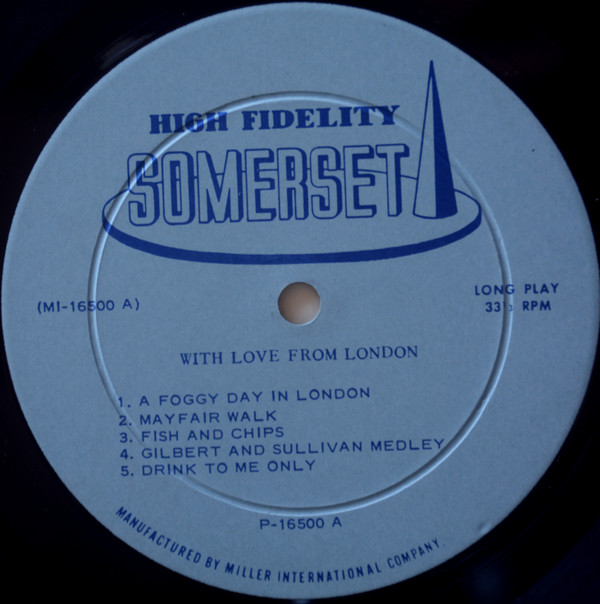 HIGH FIDELITY
SOMERSET
(MI-16500 A)
LONG PLAY
33⅓ RPM
WITH LOVE FROM LONDON
1. A FOGGY DAY IN LONDON
2. MAYFAIR WALK
3. FISH AND CHIPS
4. GILBERT AND SULLIVAN MEDLEY
5. DRINK TO ME ONLY
P-16500 A
MANUFACTURED BY MILLER INTERNATIONAL COMPANY.